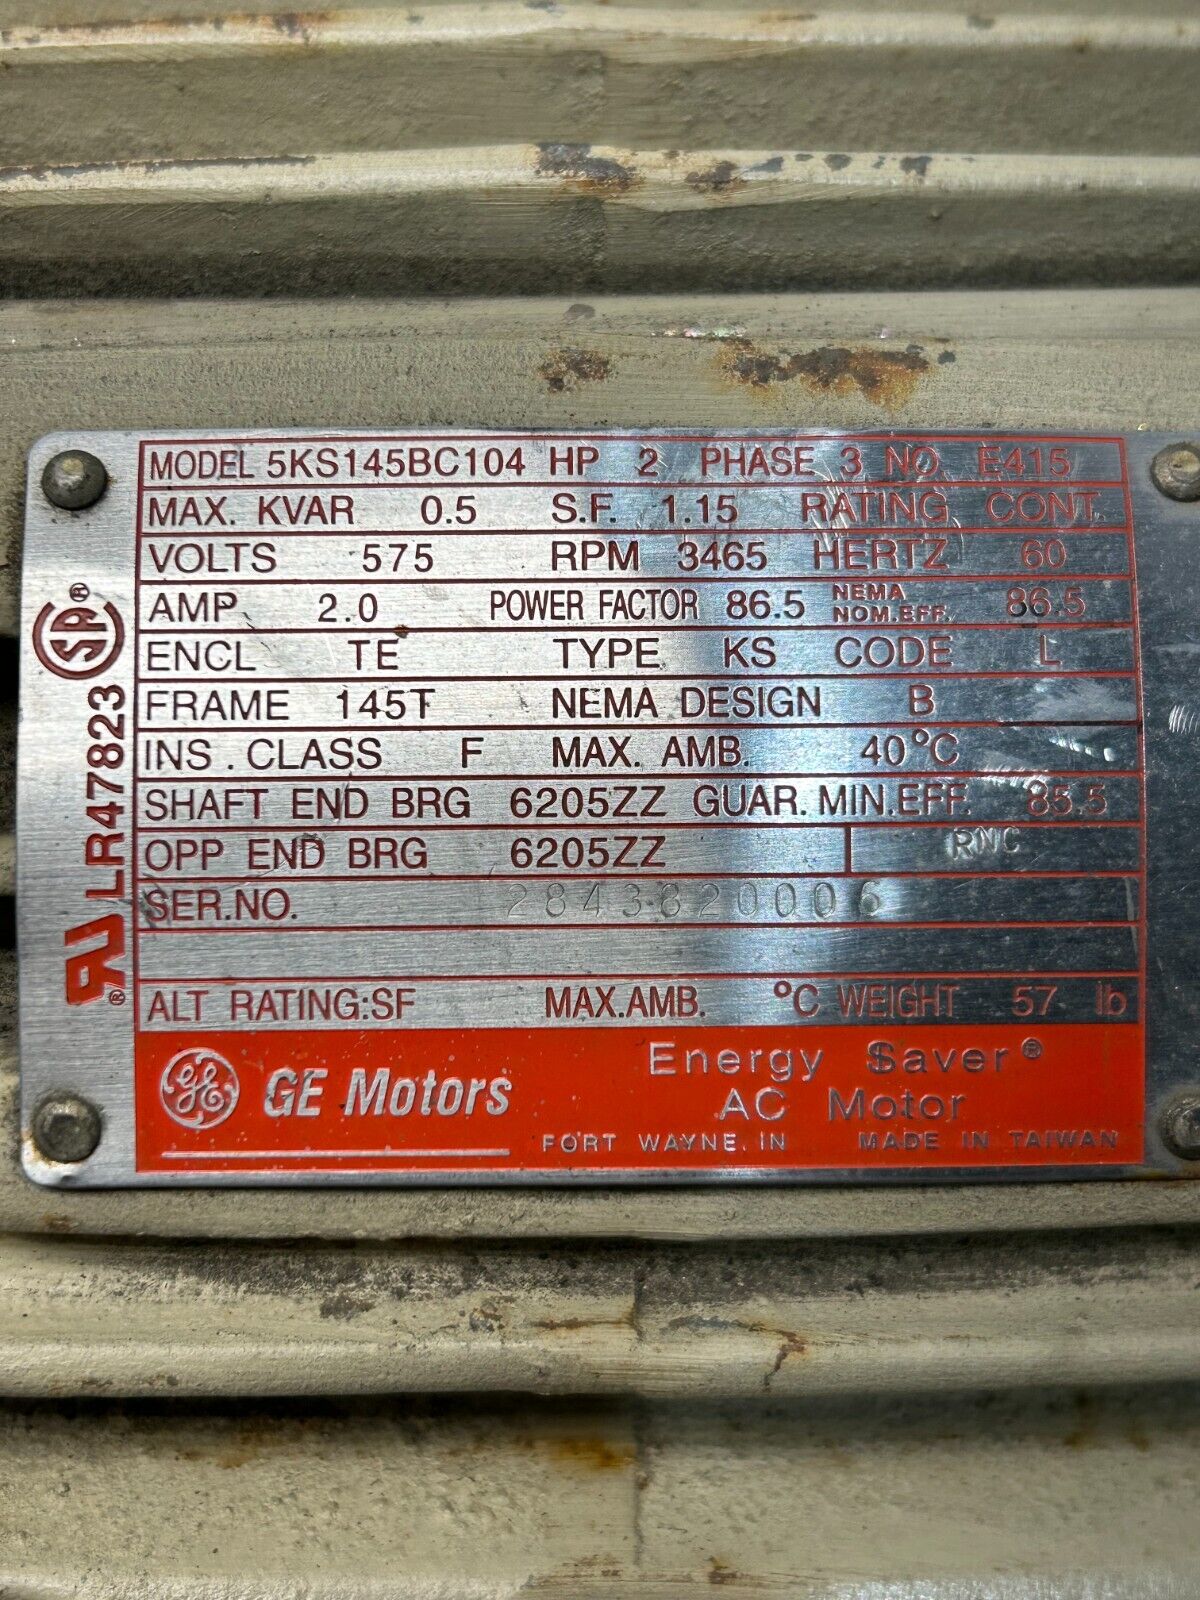 MODEL 5KS145BC104 HP 2 PHASE 3 NO. E415
MAX. KVAR 0.5 S.F. 1.15 RATING CONT.
VOLTS 575 RPM 3465 HERTZ 60
AMP 2.0 POWER FACTOR 86.5 NEMA NOM.EFF. 86.5
ENCL TE TYPE KS CODE L
FRAME 145T NEMA DESIGN B
INS. CLASS F MAX. AMB. 40°C
SHAFT END BRG 6205ZZ GUAR. MIN.EFF. 85.5
OPP END BRG 6205ZZ RNC
SER.NO. 2843820006
ALT RATING:SF MAX.AMB. °C WEIGHT 57 lb
SA®
LR47823
UR®
GE GE Motors
Energy $aver®
AC Motor
FORT WAYNE, IN MADE IN TAIWAN